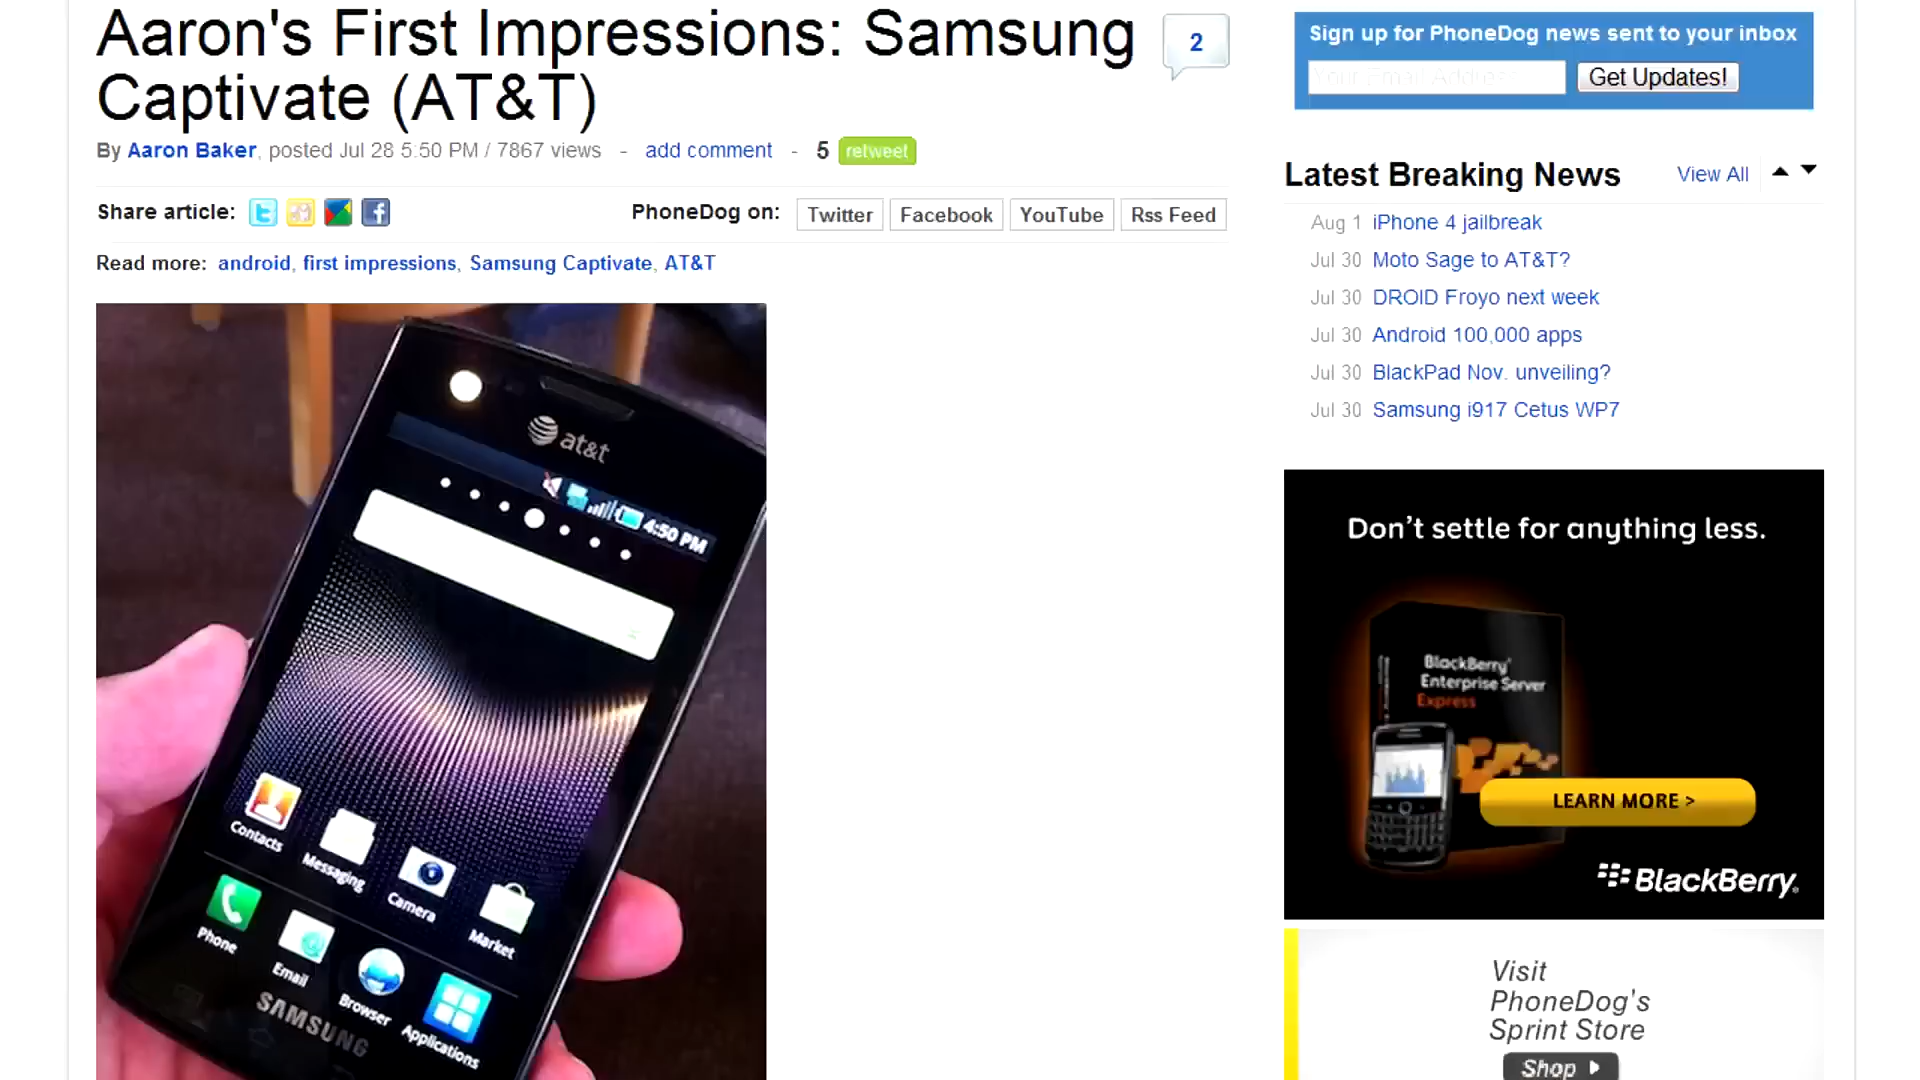 Aaron's First Impressions: Samsung
Captivate (AT&T)
2
By Aaron Baker, posted Jul 28 5:50 PM / 7867 views - add comment - 5 retweet
Share article:
PhoneDog on: Twitter Facebook YouTube Rss Feed
Read more: android, first impressions, Samsung Captivate, AT&T
at&t
4:50 PM
Contacts
Messaging
Camera
Market
Phone
Email
Browser
Applications
SAMSUNG
Sign up for PhoneDog news sent to your inbox
Your Email Address
Get Updates!
Latest Breaking News View All
Aug 1 iPhone 4 jailbreak
Jul 30 Moto Sage to AT&T?
Jul 30 DROID Froyo next week
Jul 30 Android 100,000 apps
Jul 30 BlackPad Nov. unveiling?
Jul 30 Samsung i917 Cetus WP7
Don't settle for anything less.
BlackBerry
Enterprise Server
Express
LEARN MORE >
BlackBerry
Visit
PhoneDog's
Sprint Store
Shop